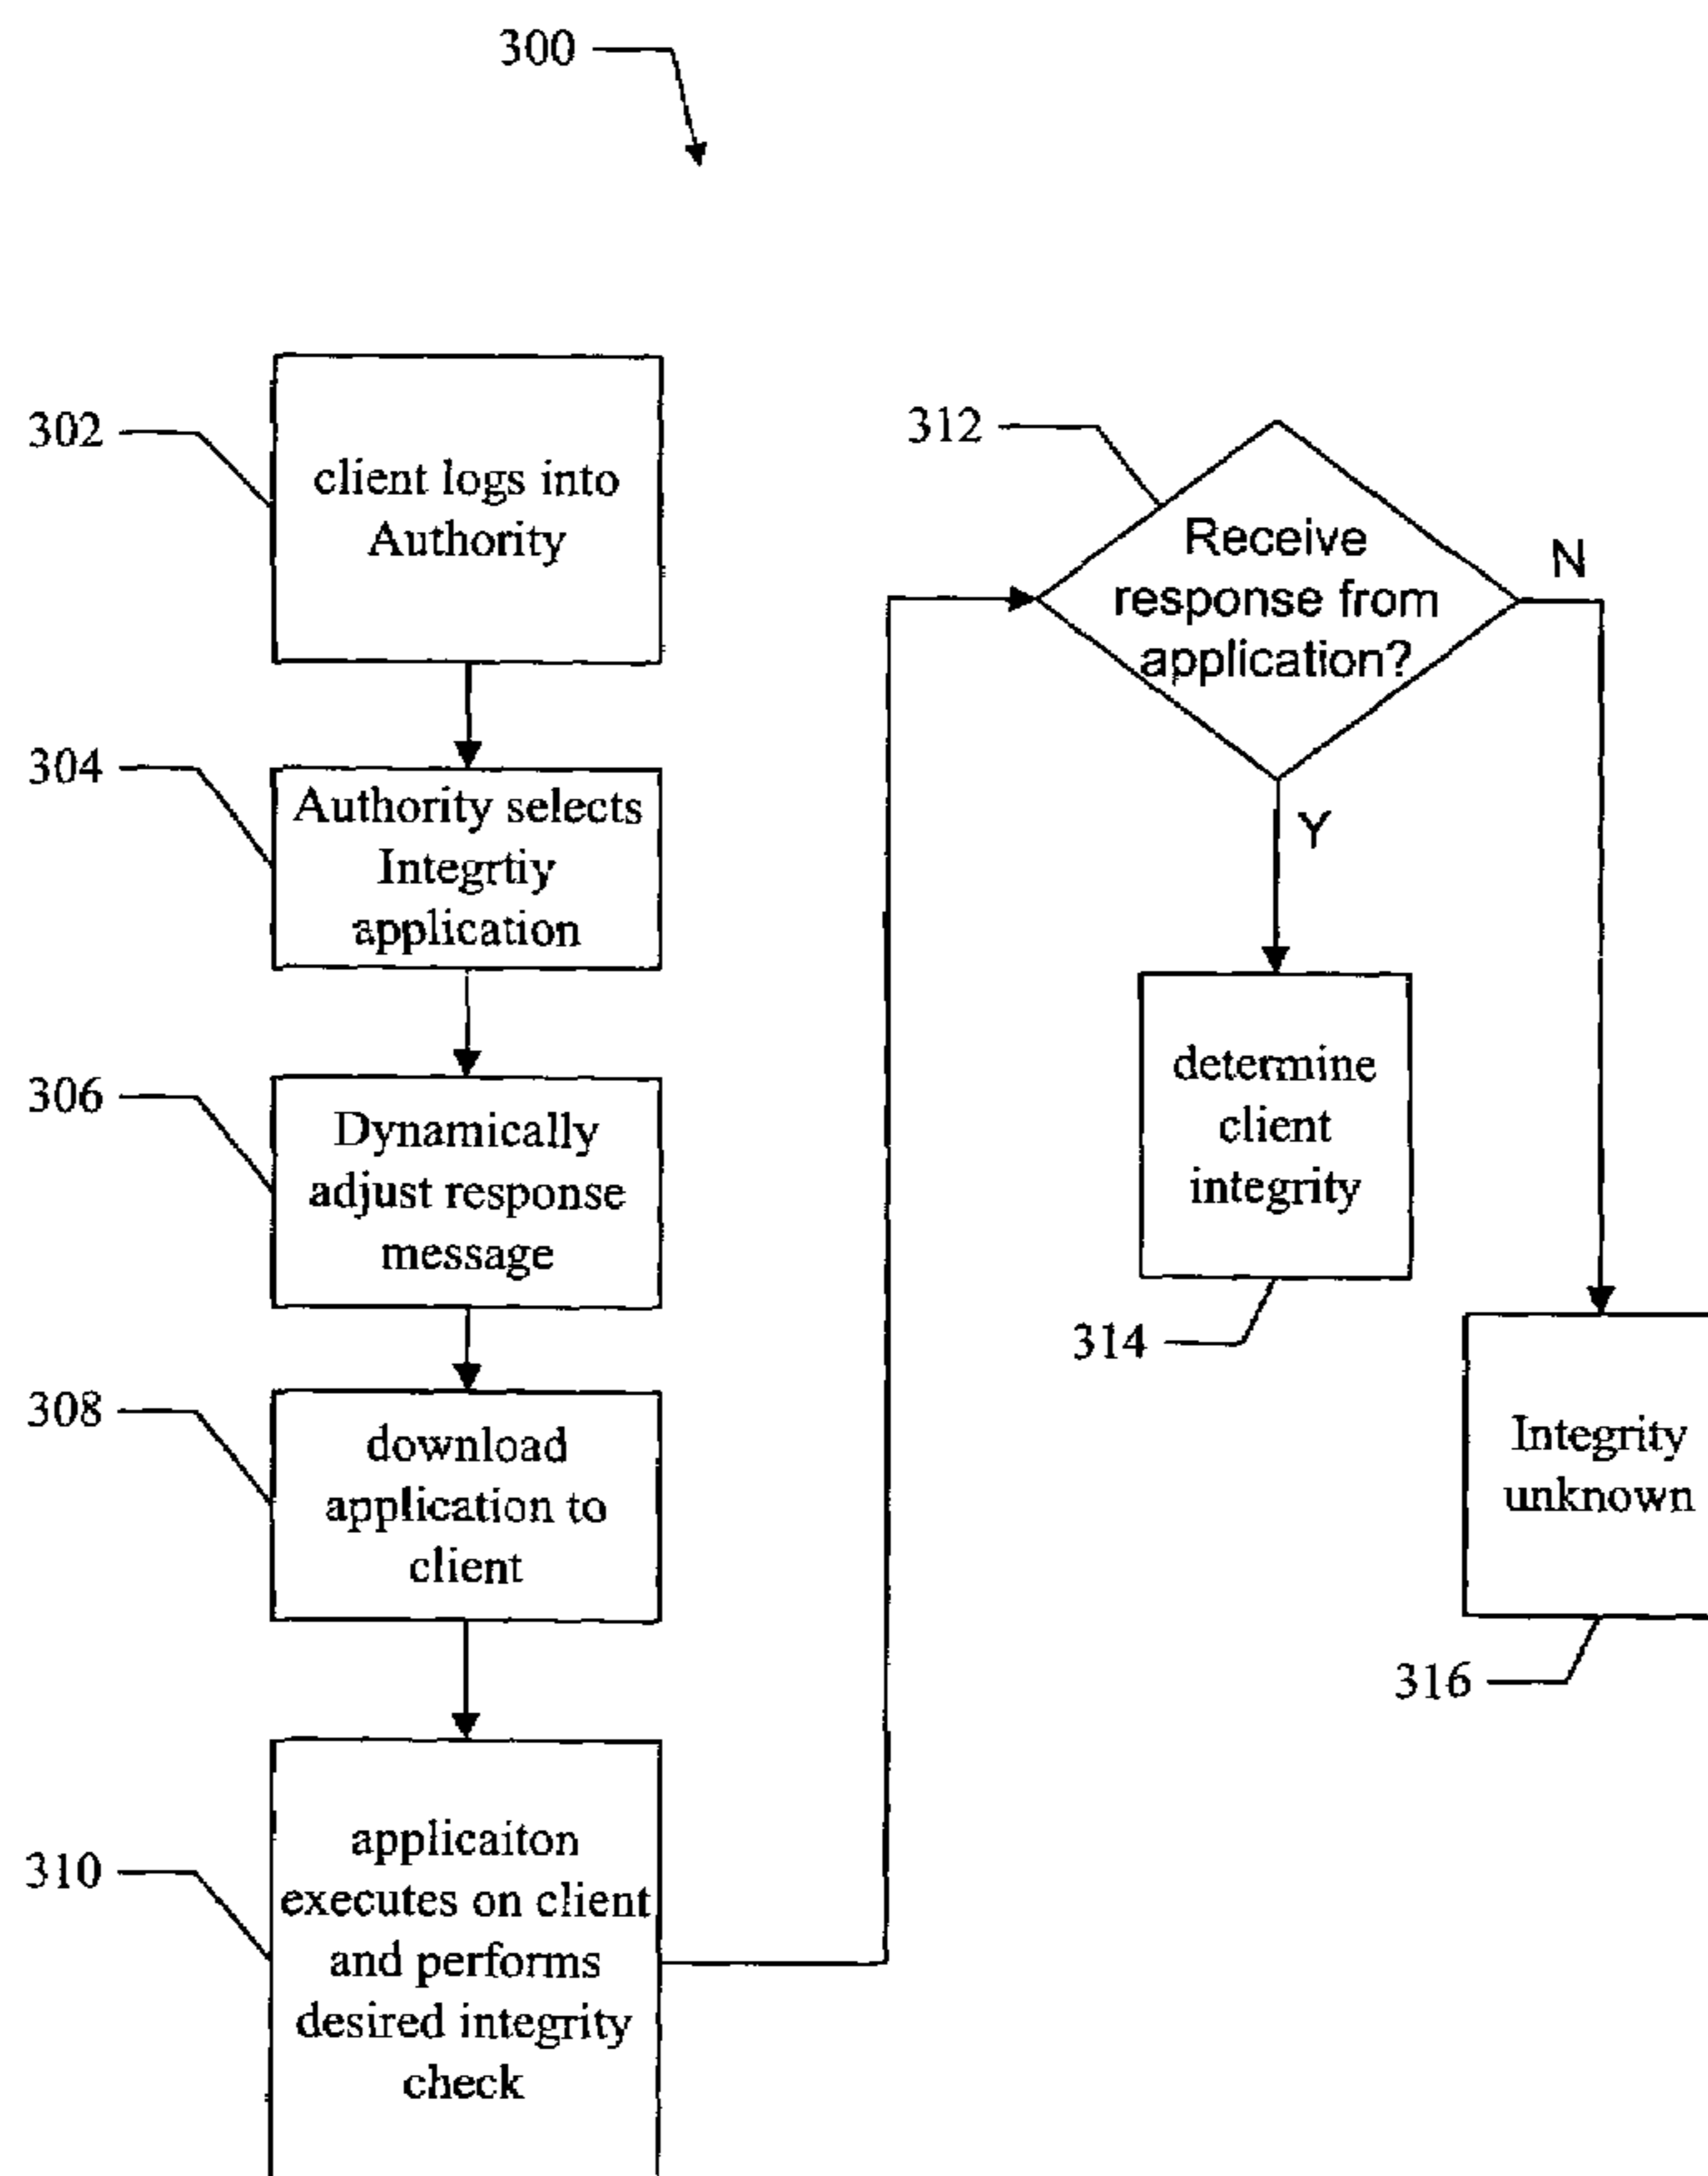 300
302
client logs into
Authority
304
Authority selects
Integrtiy
application
306
Dynamically
adjust response
message
308
download
application to
client
310
applicaiton
executes on client
and performs
desired integrity
check
312
Receive
response from
application?
N
Y
determine
client
integrity
314
Integrity
unknown
316